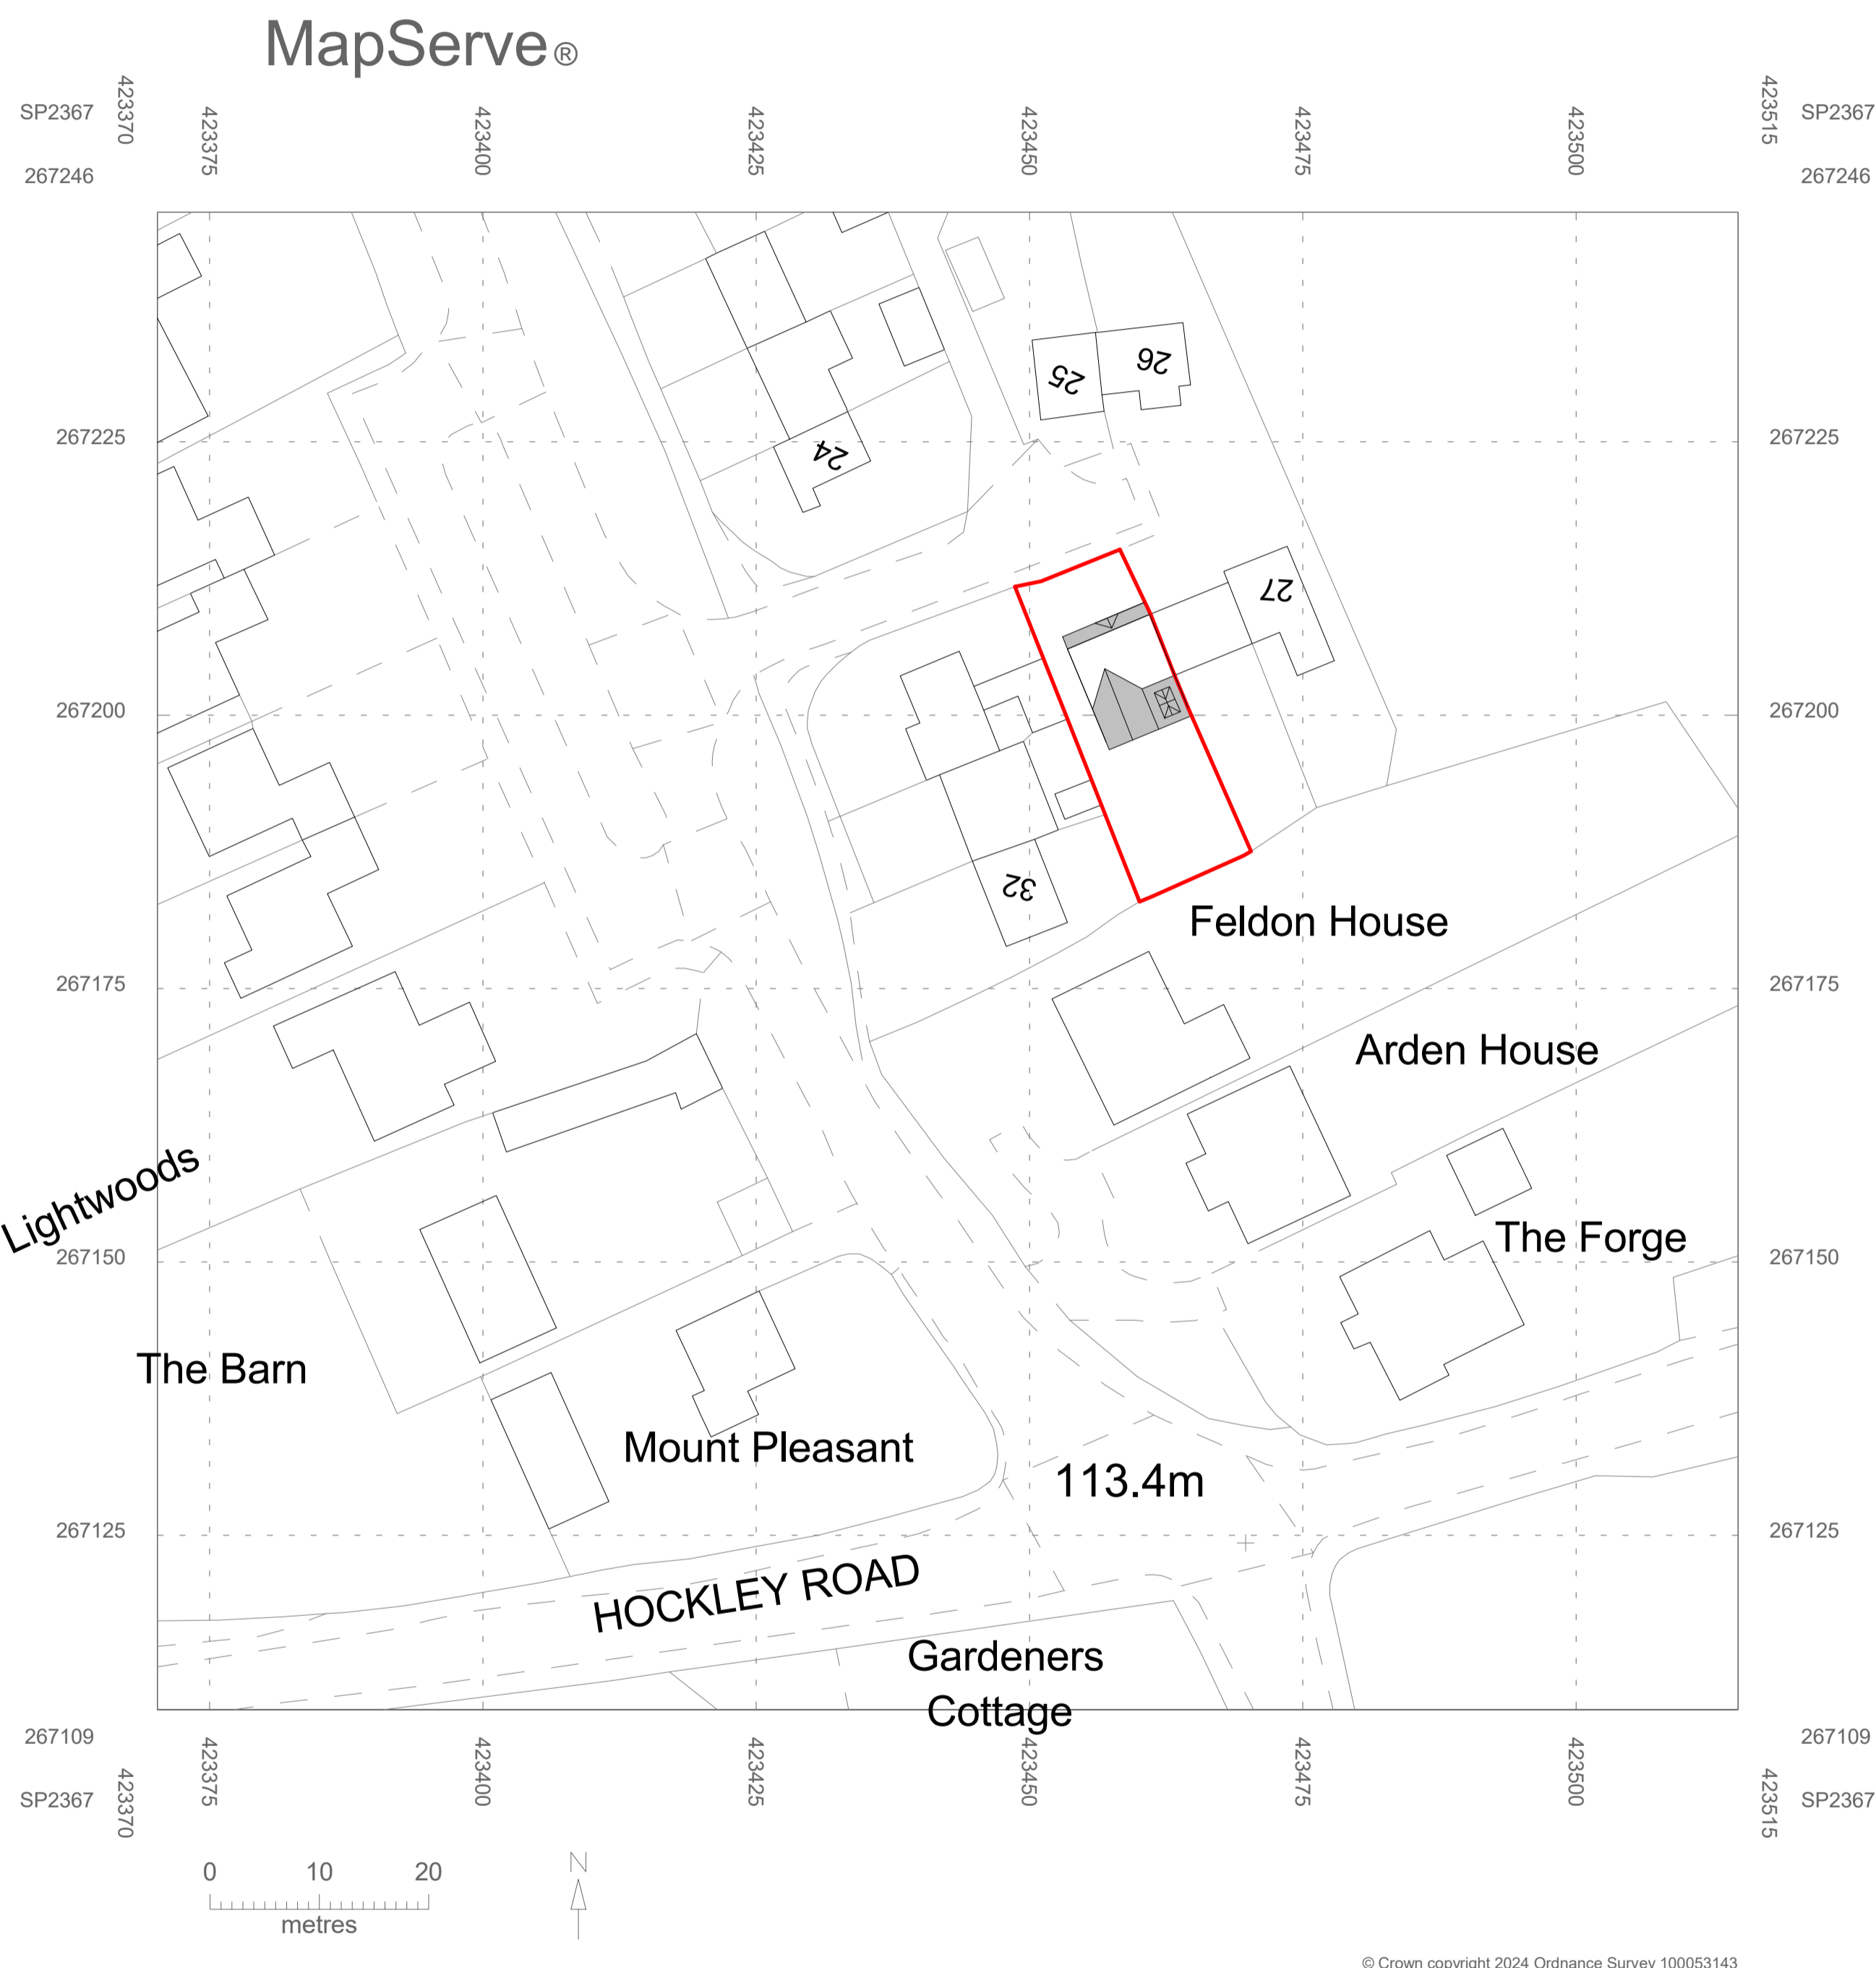 MapServe®
SP2367
423370
423375
423400
423425
423450
423475
423500
423515
SP2367
267246
267246
26
25
267225
24
267225
27
267200
267200
32
Feldon House
267175
267175
Arden House
Lightwoods
The Forge
267150
267150
The Barn
Mount Pleasant
113.4m
267125
267125
HOCKLEY ROAD
Gardeners
Cottage
267109
267109
SP2367
423370
423375
423400
423425
423450
423475
423500
423515
SP2367
0 10 20
metres
N
© Crown copyright 2024 Ordnance Survey 100053143